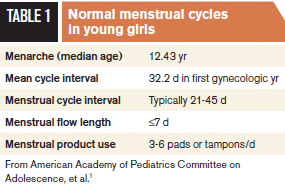 TABLE 1
Normal menstrual cycles
in young girls
Menarche (median age) 12.43 yr
Mean cycle interval 32.2 d in first gynecologic yr
Menstrual cycle interval Typically 21-45 d
Menstrual flow length ≤7 d
Menstrual product use 3-6 pads or tampons/d
From American Academy of Pediatrics Committee on
Adolescence, et al.¹